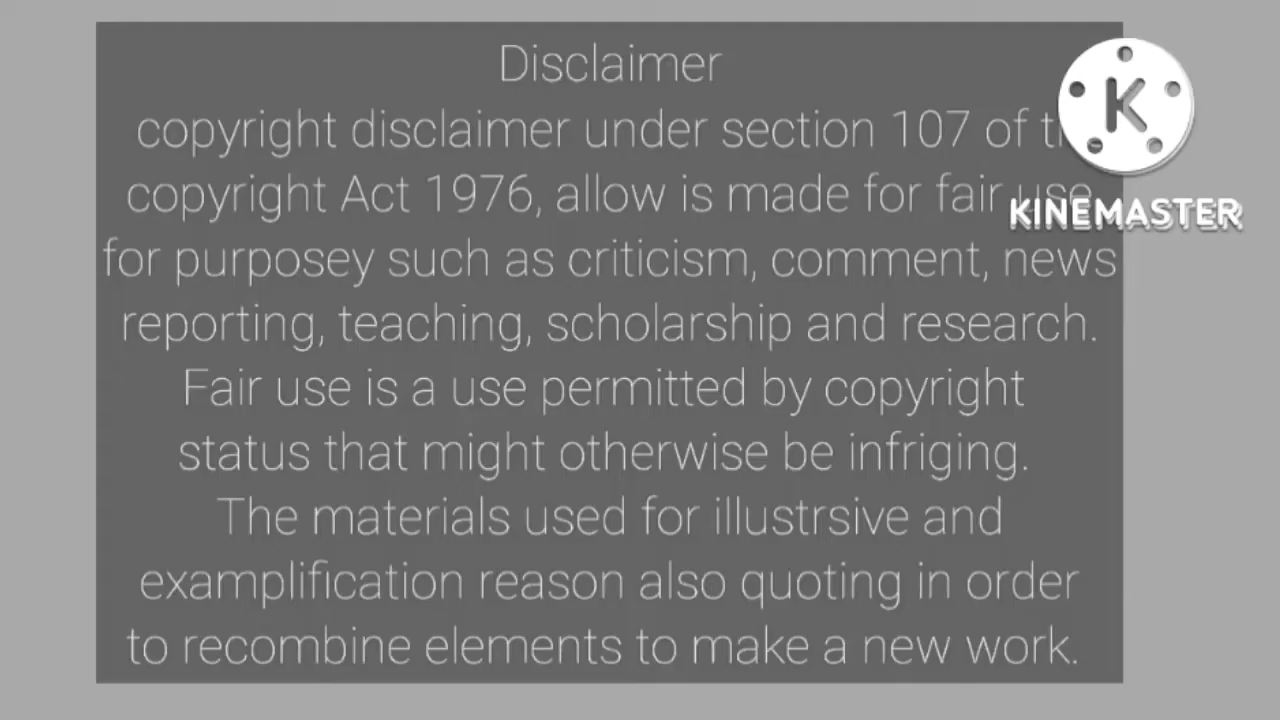 Disclaimer
copyright disclaimer under section 107 of
copyright Act 1976, allow is made for fair use
for purposey such as criticism, comment, news
reporting, teaching, scholarship and research.
Fair use is a use permitted by copyright
status that might otherwise be infriging.
The materials used for illustrsive and
examplification reason also quoting in order
to recombine elements to make a new work.
K
KINEMASTER